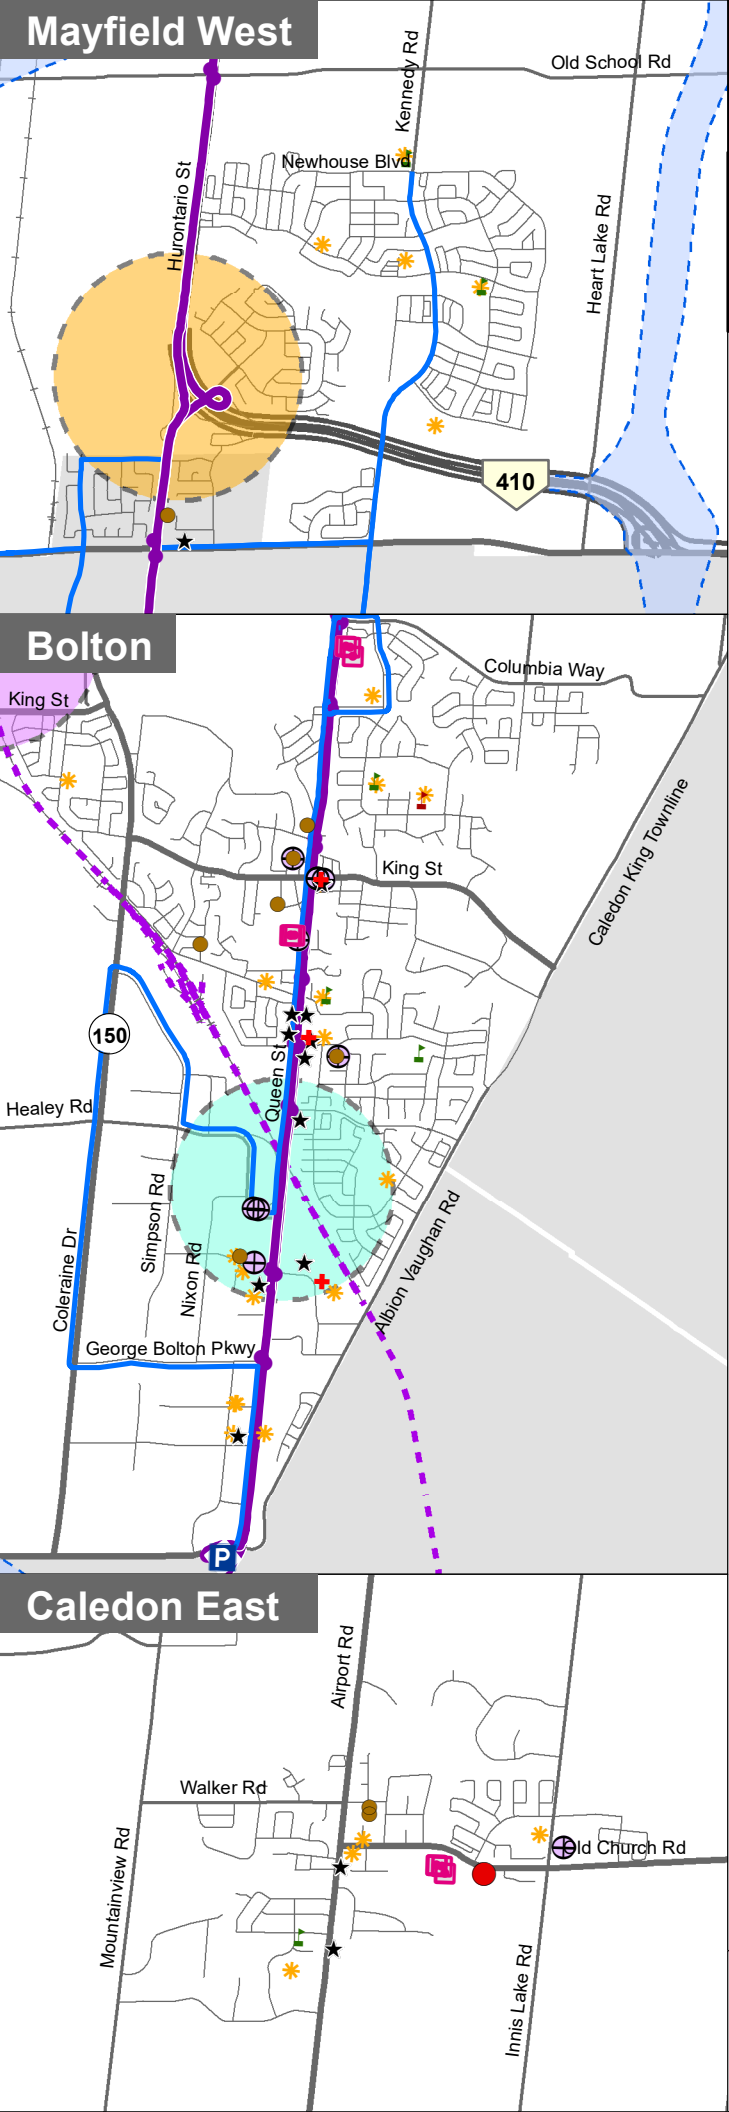 Mayfield West
Kennedy Rd
Old School Rd
Newhouse Blvd
Hurontario St
Heart Lake Rd
410
Bolton
Columbia Way
King St
Caledon King Townline
King St
150
Queen St
Healey Rd
Simpson Rd
Nixon Rd
Coleraine Dr
Albion Vaughan Rd
George Bolton Pkwy
P
Caledon East
Airport Rd
Walker Rd
ld Church Rd
Mountainview Rd
Innis Lake Rd